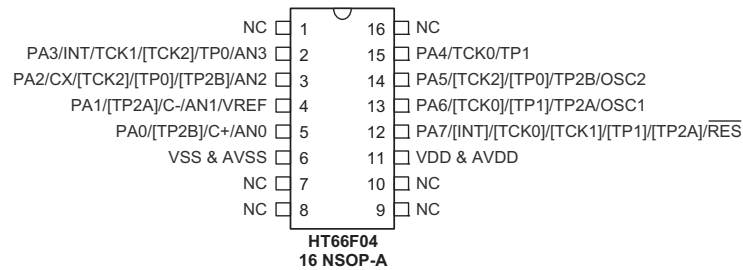 NC 1 16 NC
PA3/INT/TCK1/[TCK2]/TP0/AN3 2 15 PA4/TCK0/TP1
PA2/CX/[TCK2]/[TP0]/[TP2B]/AN2 3 14 PA5/[TCK2]/[TP0]/TP2B/OSC2
PA1/[TP2A]/C-/AN1/VREF 4 13 PA6/[TCK0]/[TP1]/TP2A/OSC1
PA0/[TP2B]/C+/AN0 5 12 PA7/[INT]/[TCK0]/[TCK1]/[TP1]/[TP2A]/RES
VSS & AVSS 6 11 VDD & AVDD
NC 7 10 NC
NC 8 9 NC
HT66F04
16 NSOP-A